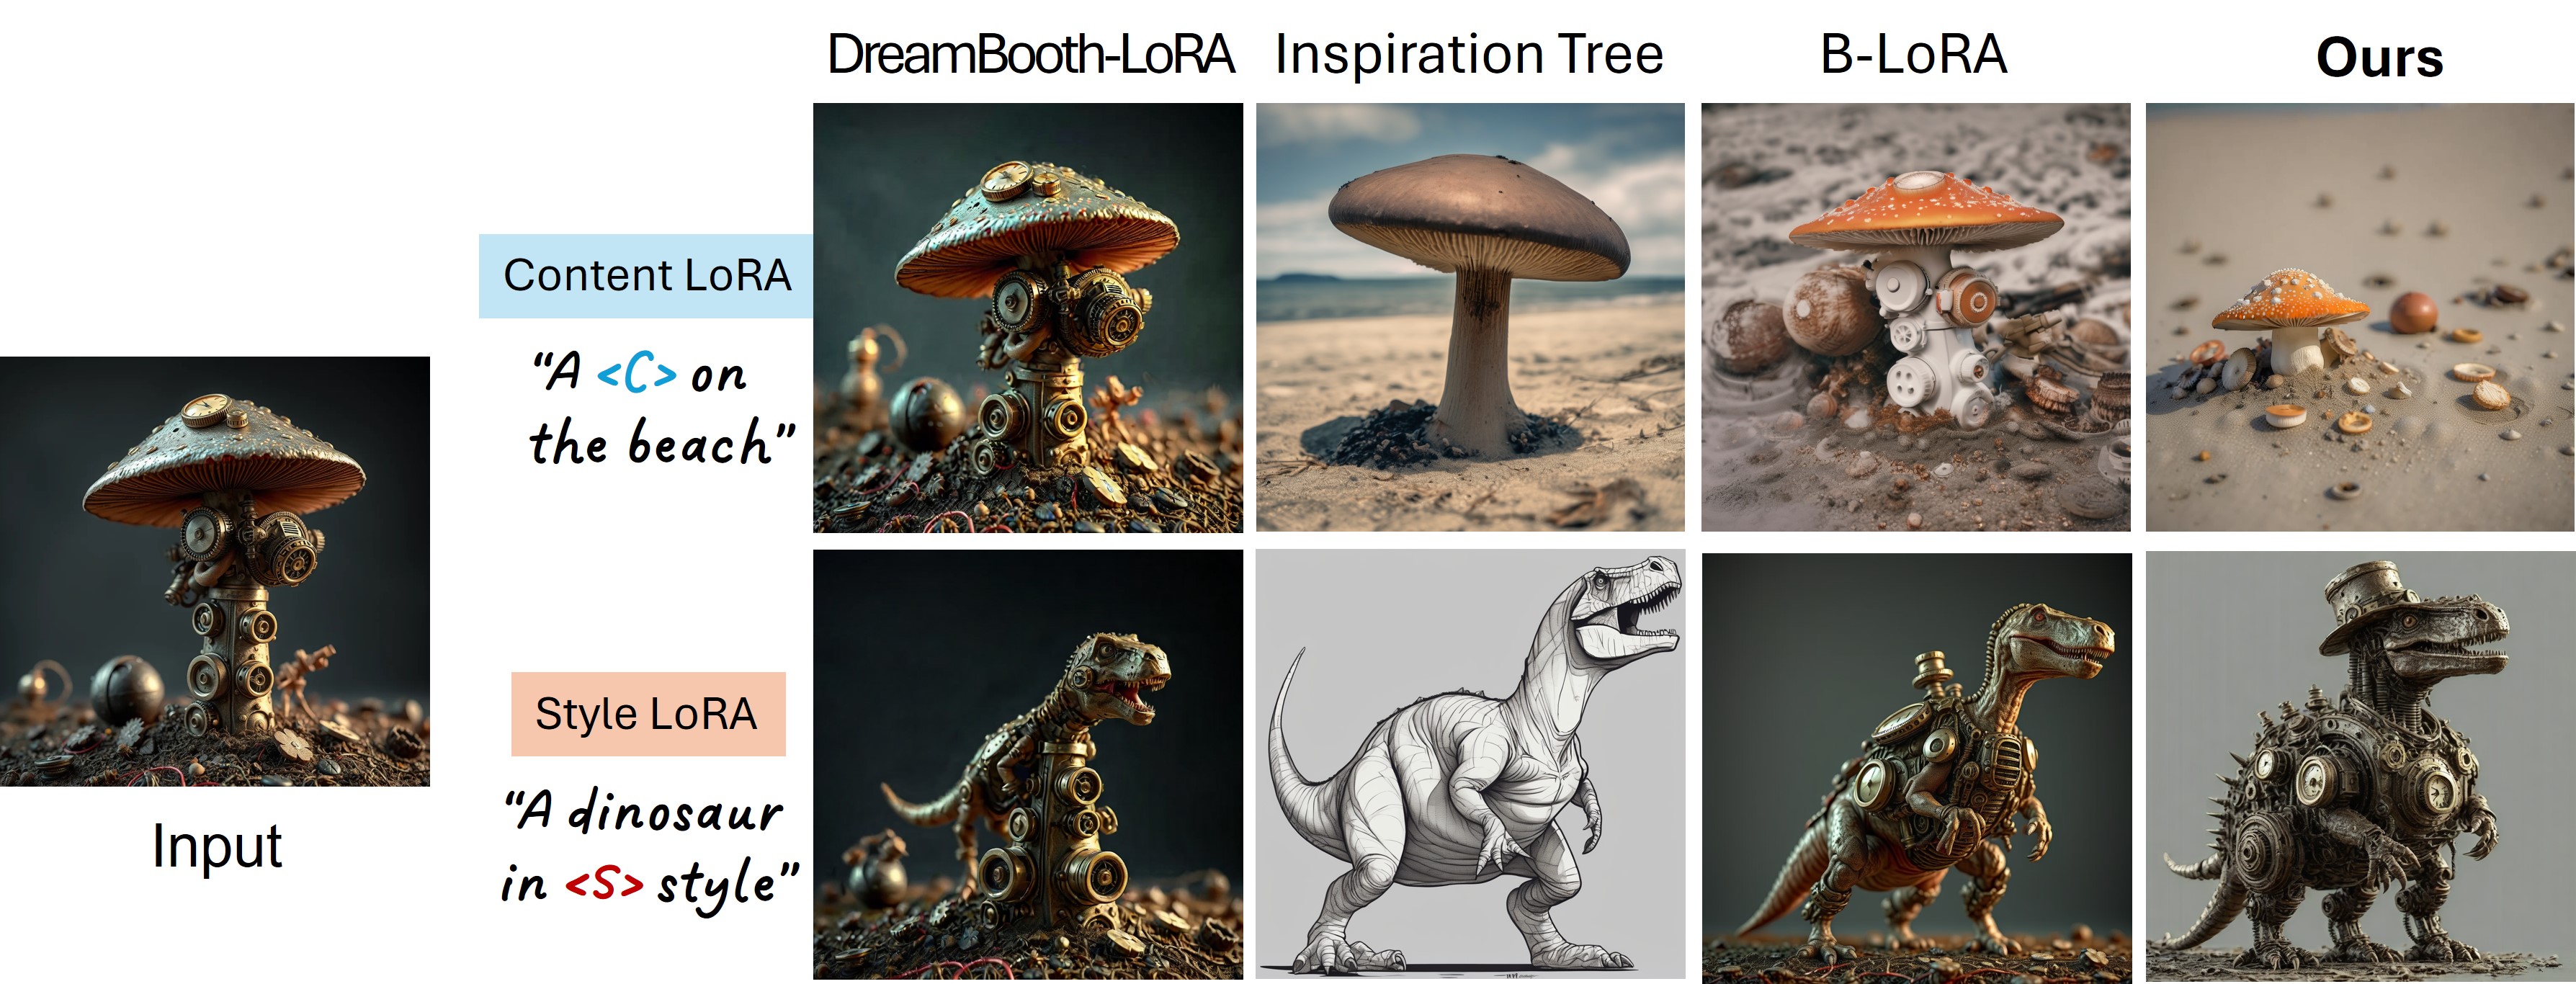 DreamBooth-LoRA
Inspiration Tree
B-LoRA
Ours
Content LoRA
“A <C> on
the beach”
Input
Style LoRA
“A dinosaur
in <S> style”